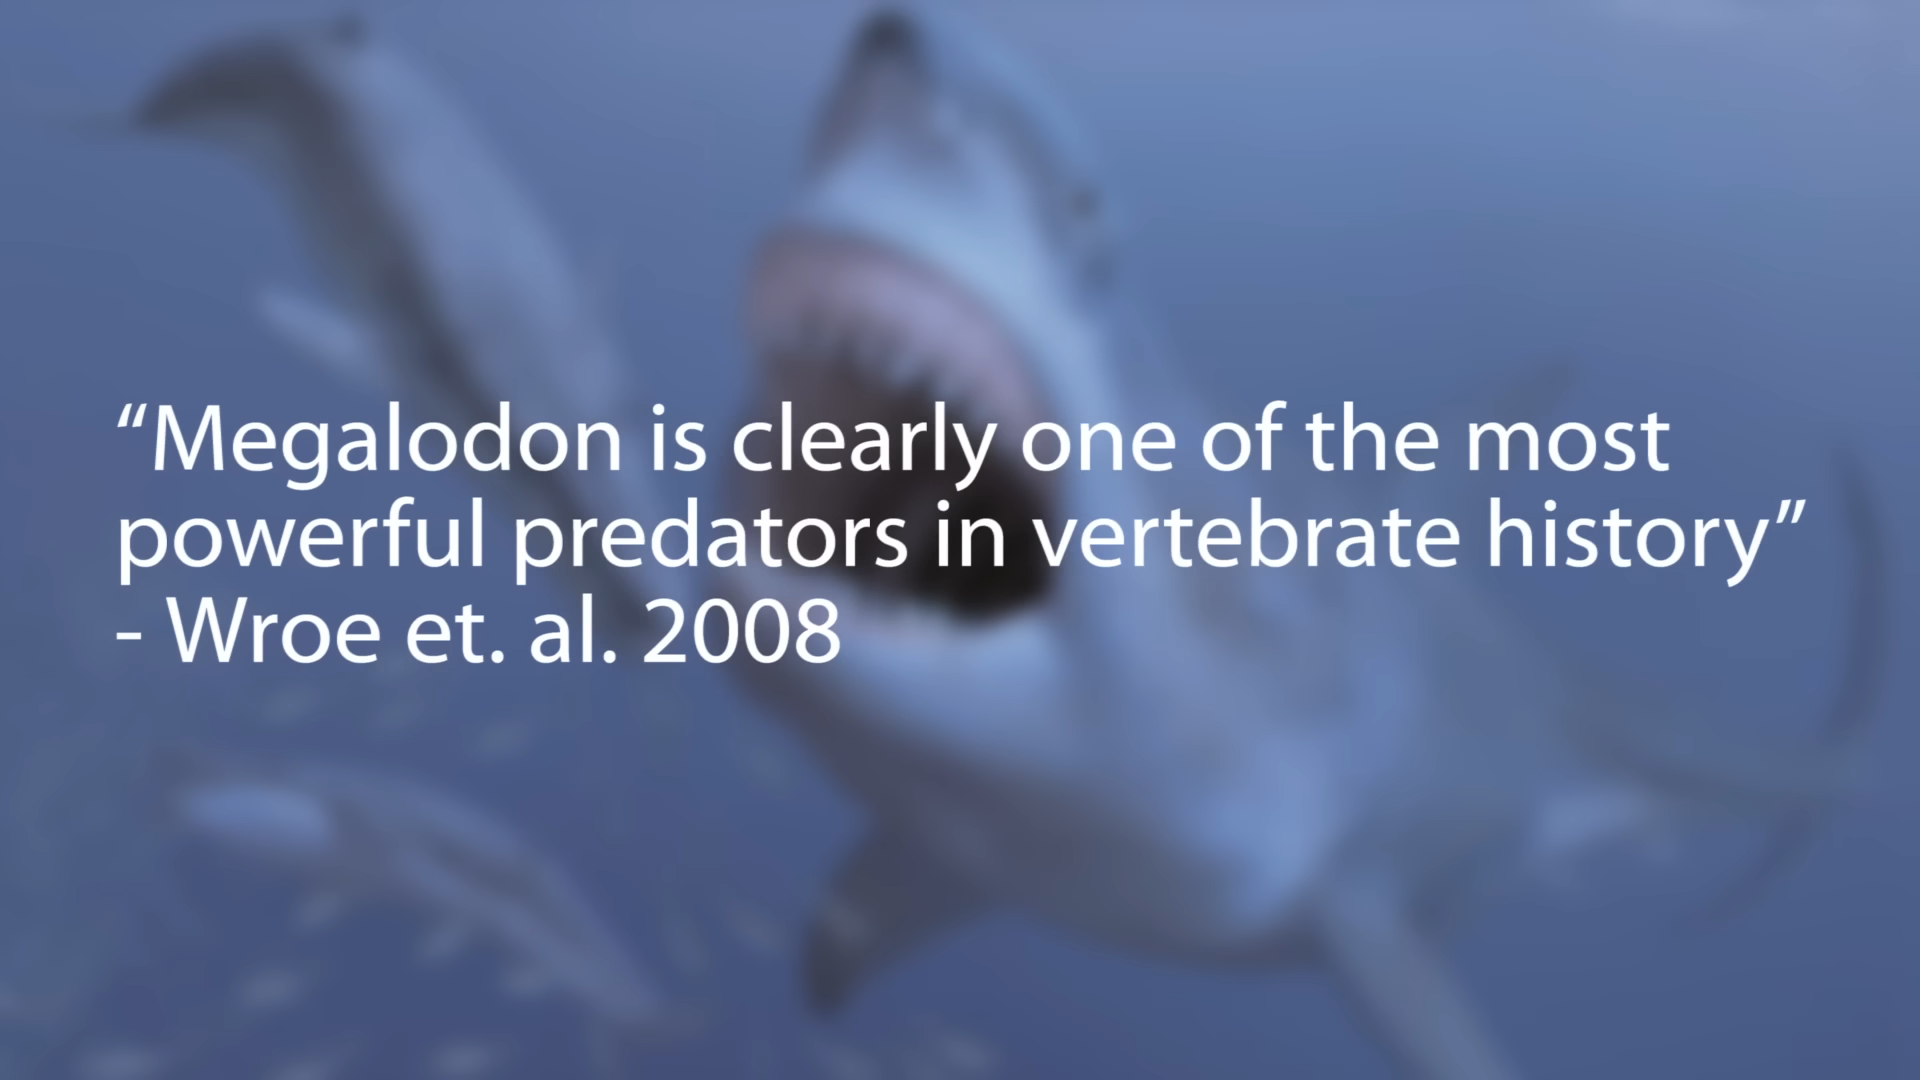 “Megalodon is clearly one of the most
powerful predators in vertebrate history”
- Wroe et. al. 2008